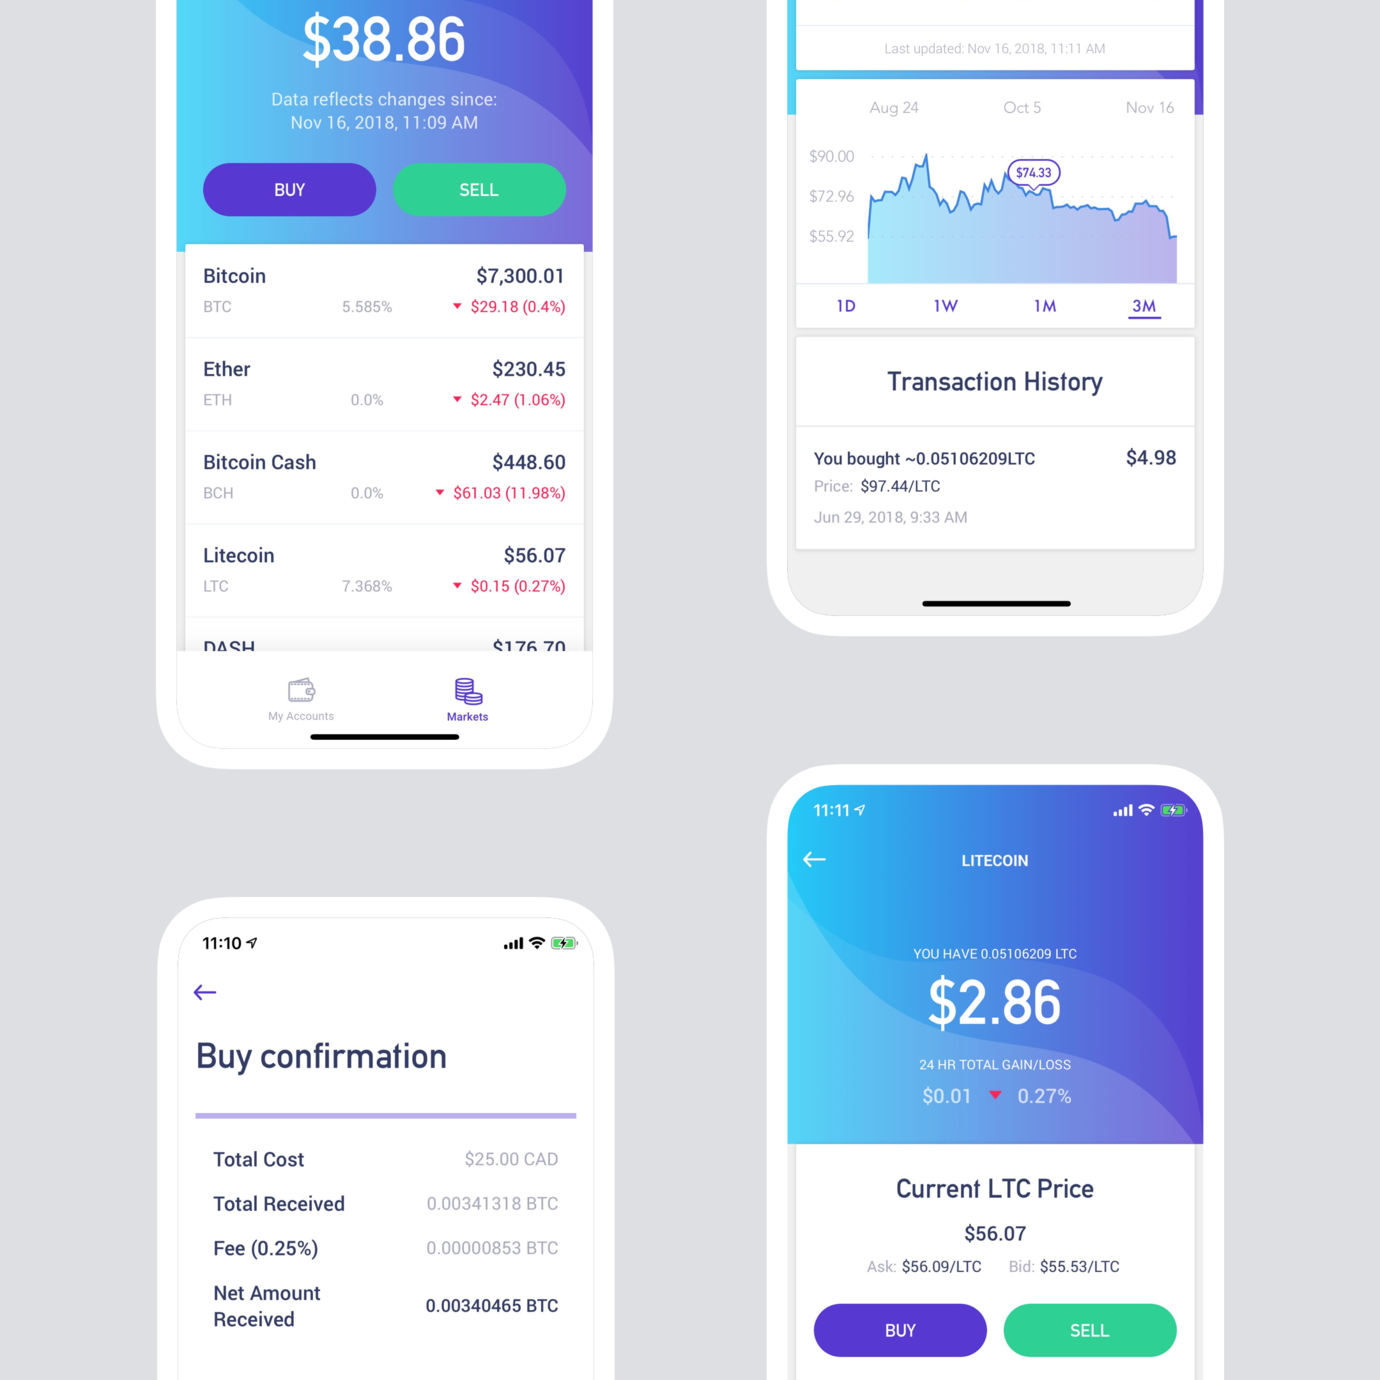 $38.86
Data reflects changes since:
Nov 16, 2018, 11:09 AM
BUY SELL
Bitcoin $7,300.01
BTC 5.585% $29.18 (0.4%)
Ether $230.45
ETH 0.0% $2.47 (1.06%)
Bitcoin Cash $448.60
BCH 0.0% $61.03 (11.98%)
Litecoin $56.07
LTC 7.368% $0.15 (0.27%)
DASH $176.70
My Accounts Markets
Last updated: Nov 16, 2018, 11:11 AM
Aug 24 Oct 5 Nov 16
$90.00
$74.33
$72.96
$55.92
1D 1W 1M 3M
Transaction History
You bought ~0.05106209LTC $4.98
Price: $97.44/LTC
Jun 29, 2018, 9:33 AM
11:10
Buy confirmation
Total Cost $25.00 CAD
Total Received 0.00341318 BTC
Fee (0.25%) 0.00000853 BTC
Net Amount
Received 0.00340465 BTC
11:11
LITECOIN
YOU HAVE 0.05106209 LTC
$2.86
24 HR TOTAL GAIN/LOSS
$0.01 0.27%
Current LTC Price
$56.07
Ask: $56.09/LTC Bid: $55.53/LTC
BUY SELL